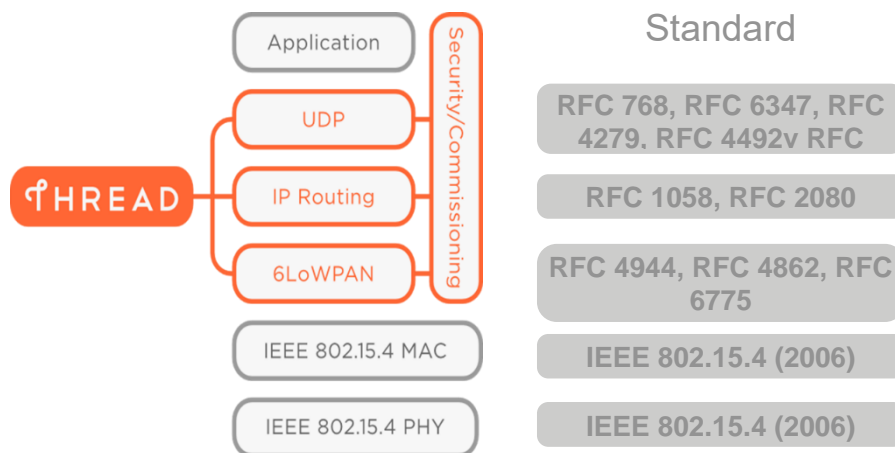 Standard
Application
Security/Commissioning
UDP
RFC 768, RFC 6347, RFC
4279, RFC 4492v RFC
THREAD
IP Routing
RFC 1058, RFC 2080
6LoWPAN
RFC 4944, RFC 4862, RFC
6775
IEEE 802.15.4 MAC
IEEE 802.15.4 (2006)
IEEE 802.15.4 PHY
IEEE 802.15.4 (2006)